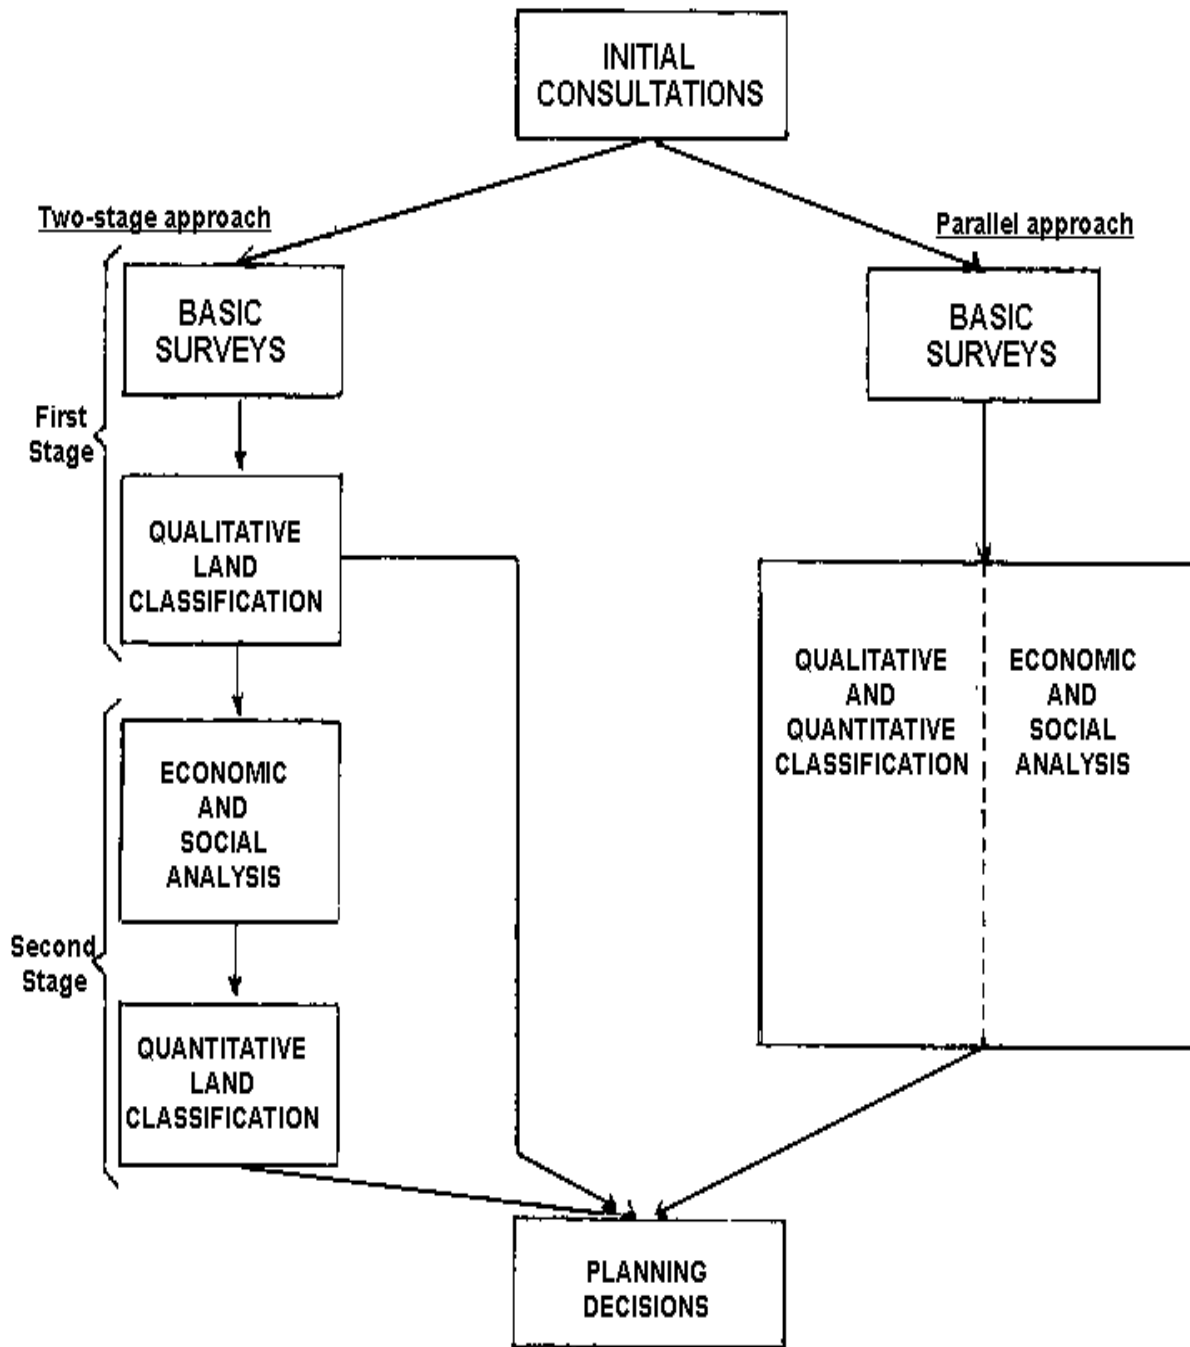 INITIAL
CONSULTATIONS
Two-stage approach
Parallel approach
BASIC
SURVEYS
BASIC
SURVEYS
First
Stage
QUALITATIVE
LAND
CLASSIFICATION
QUALITATIVE
AND
QUANTITATIVE
CLASSIFICATION
ECONOMIC
AND
SOCIAL
ANALYSIS
ECONOMIC
AND
SOCIAL
ANALYSIS
Second
Stage
QUANTITATIVE
LAND
CLASSIFICATION
PLANNING
DECISIONS